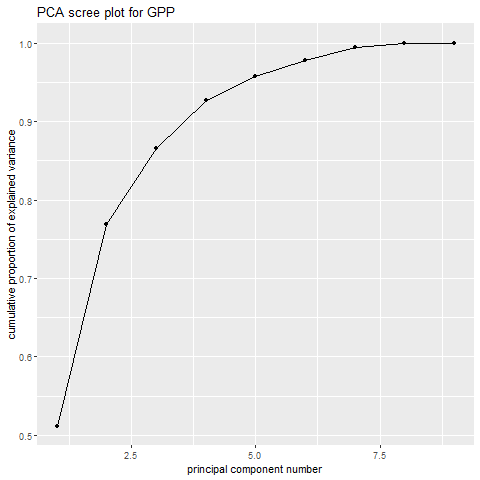 PCA scree plot for GPP
cumulative proportion of explained variance
1.0
0.9
0.8
0.7
0.6
0.5
2.5 5.0 7.5
principal component number